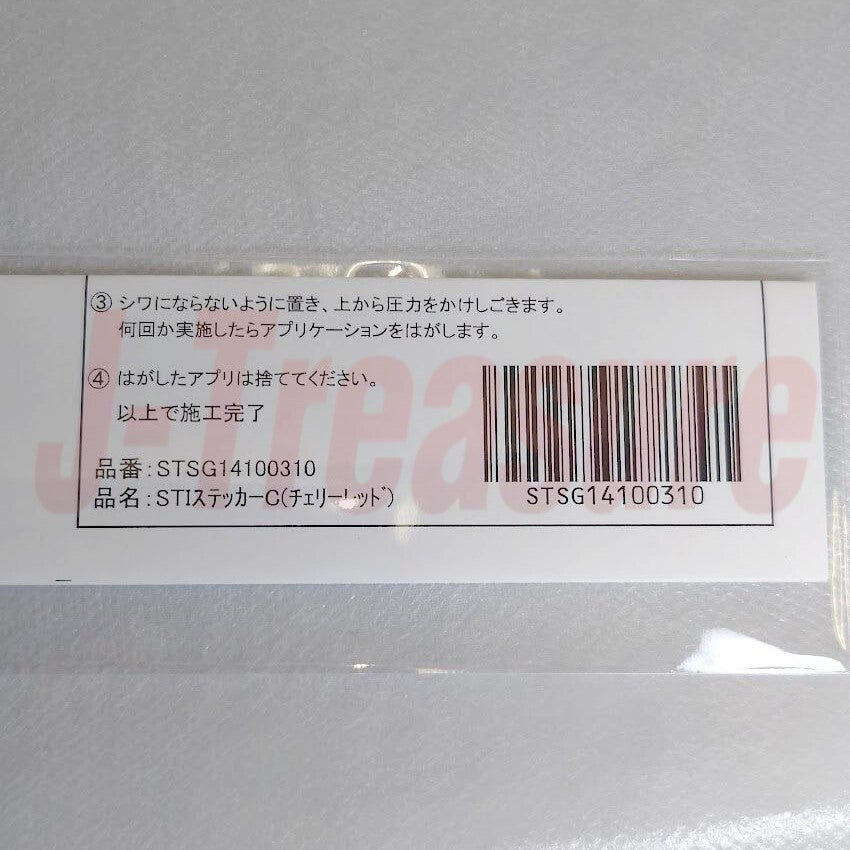 ③ シワにならないように置き、上から圧力をかけしごきます。
何回か実施したらアプリケーションをはがします。
④ はがしたアプリは捨ててください。
以上で施工完了
品番:STSG14100310
品名:STIステッカーC(チェリーレッド)
STSG14100310
J-Treasure